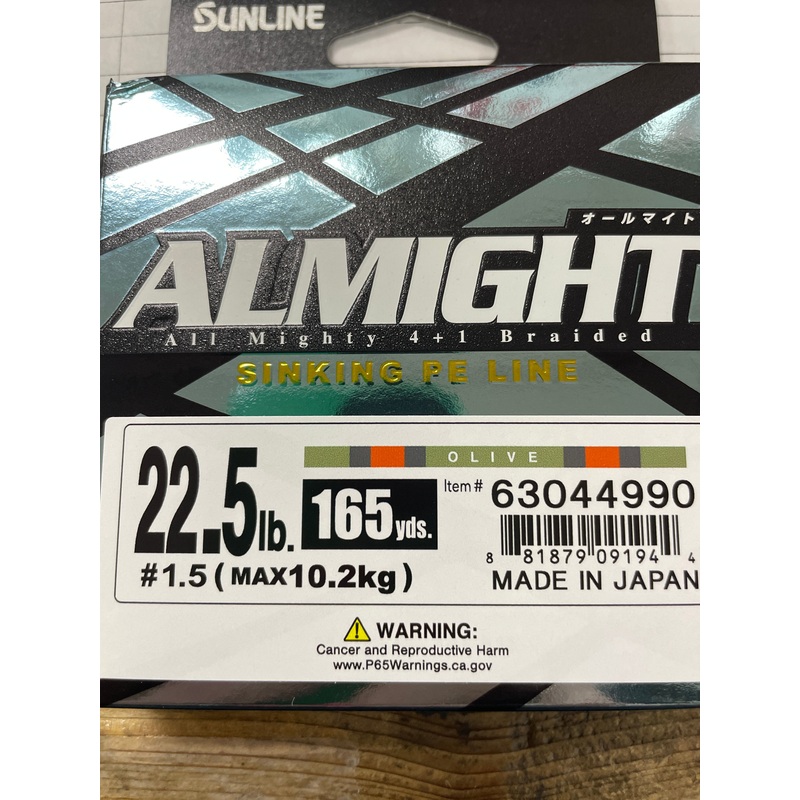 SUNLINE
オールマイト
ALMIGHT
All Mighty 4+1 Braided
SINKING PE LINE
OLIVE
22.5lb.
165yds.
Item# 63044990
#1.5 (MAX10.2kg)
8 81879 09194 4
MADE IN JAPAN
WARNING:
Cancer and Reproductive Harm
www.P65Warnings.ca.gov